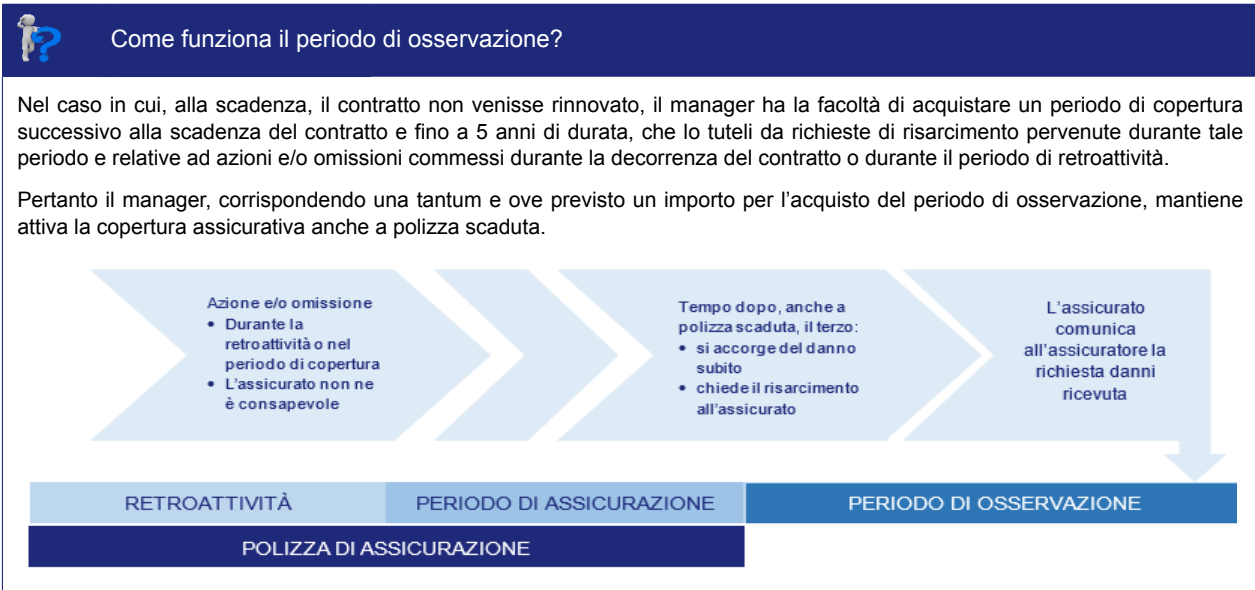 Come funziona il periodo di osservazione?
Nel caso in cui, alla scadenza, il contratto non venisse rinnovato, il manager ha la facoltà di acquistare un periodo di copertura
successivo alla scadenza del contratto e fino a 5 anni di durata, che lo tuteli da richieste di risarcimento pervenute durante tale
periodo e relative ad azioni e/o omissioni commessi durante la decorrenza del contratto o durante il periodo di retroattività.
Pertanto il manager, corrispondendo una tantum e ove previsto un importo per l'acquisto del periodo di osservazione, mantiene
attiva la copertura assicurativa anche a polizza scaduta.
Azione e/o omissione
• Durante la
retroattività o nel
periodo di copertura
• L'assicurato non ne
è consapevole
Tempo dopo, anche a
polizza scaduta, il terzo:
• si accorge del danno
subito
• chiede il risarcimento
all'assicurato
L'assicurato
comunica
all'assicuratore la
richiesta danni
ricevuta
RETROATTIVITÀ
PERIODO DI ASSICURAZIONE
PERIODO DI OSSERVAZIONE
POLIZZA DI ASSICURAZIONE